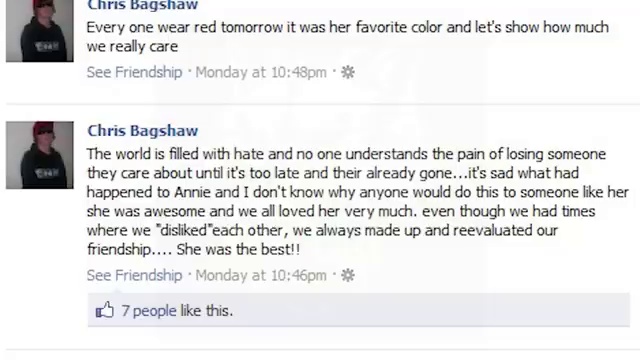 Chris Bagshaw
Every one wear red tomorrow it was her favorite color and let's show how much
we really care
See Friendship · Monday at 10:48pm ·
Chris Bagshaw
The world is filled with hate and no one understands the pain of losing someone
they care about until it's too late and their already gone...it's sad what had
happened to Annie and I don't know why anyone would do this to someone like her
she was awesome and we all loved her very much. even though we had times
where we "disliked"each other, we always made up and reevaluated our
friendship.... She was the best!!
See Friendship · Monday at 10:46pm ·
7 people like this.